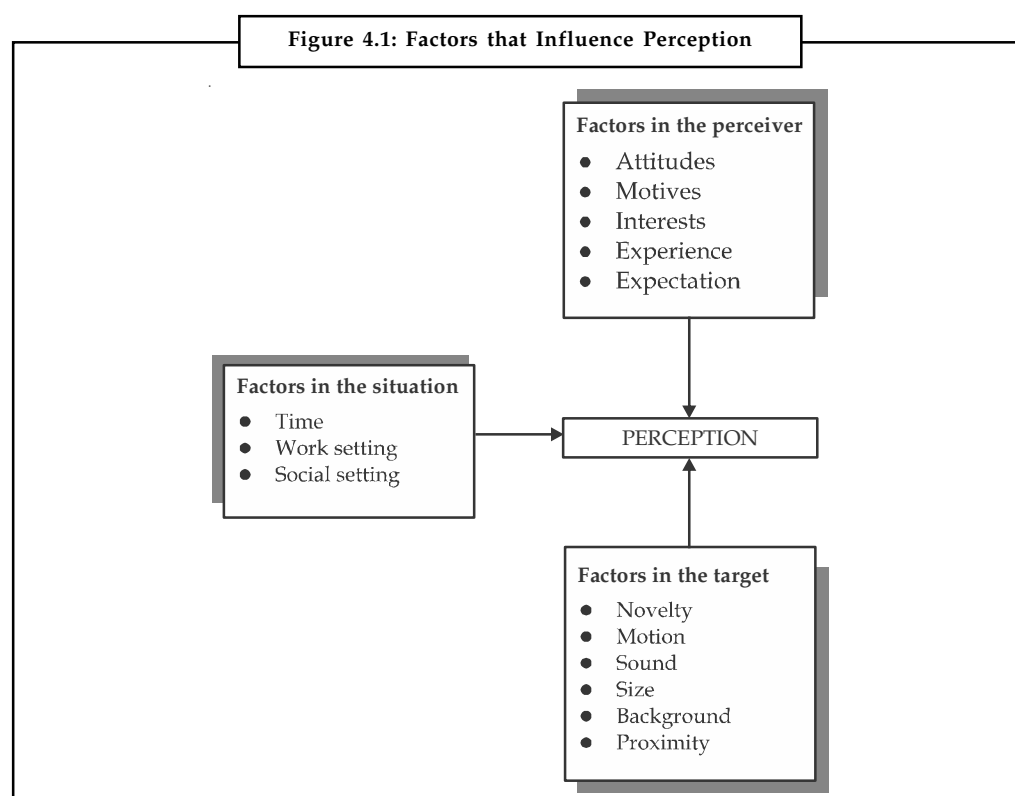 Figure 4.1: Factors that Influence Perception
Factors in the perceiver
● Attitudes
● Motives
● Interests
● Experience
● Expectation
Factors in the situation
● Time
● Work setting
● Social setting
PERCEPTION
Factors in the target
● Novelty
● Motion
● Sound
● Size
● Background
● Proximity